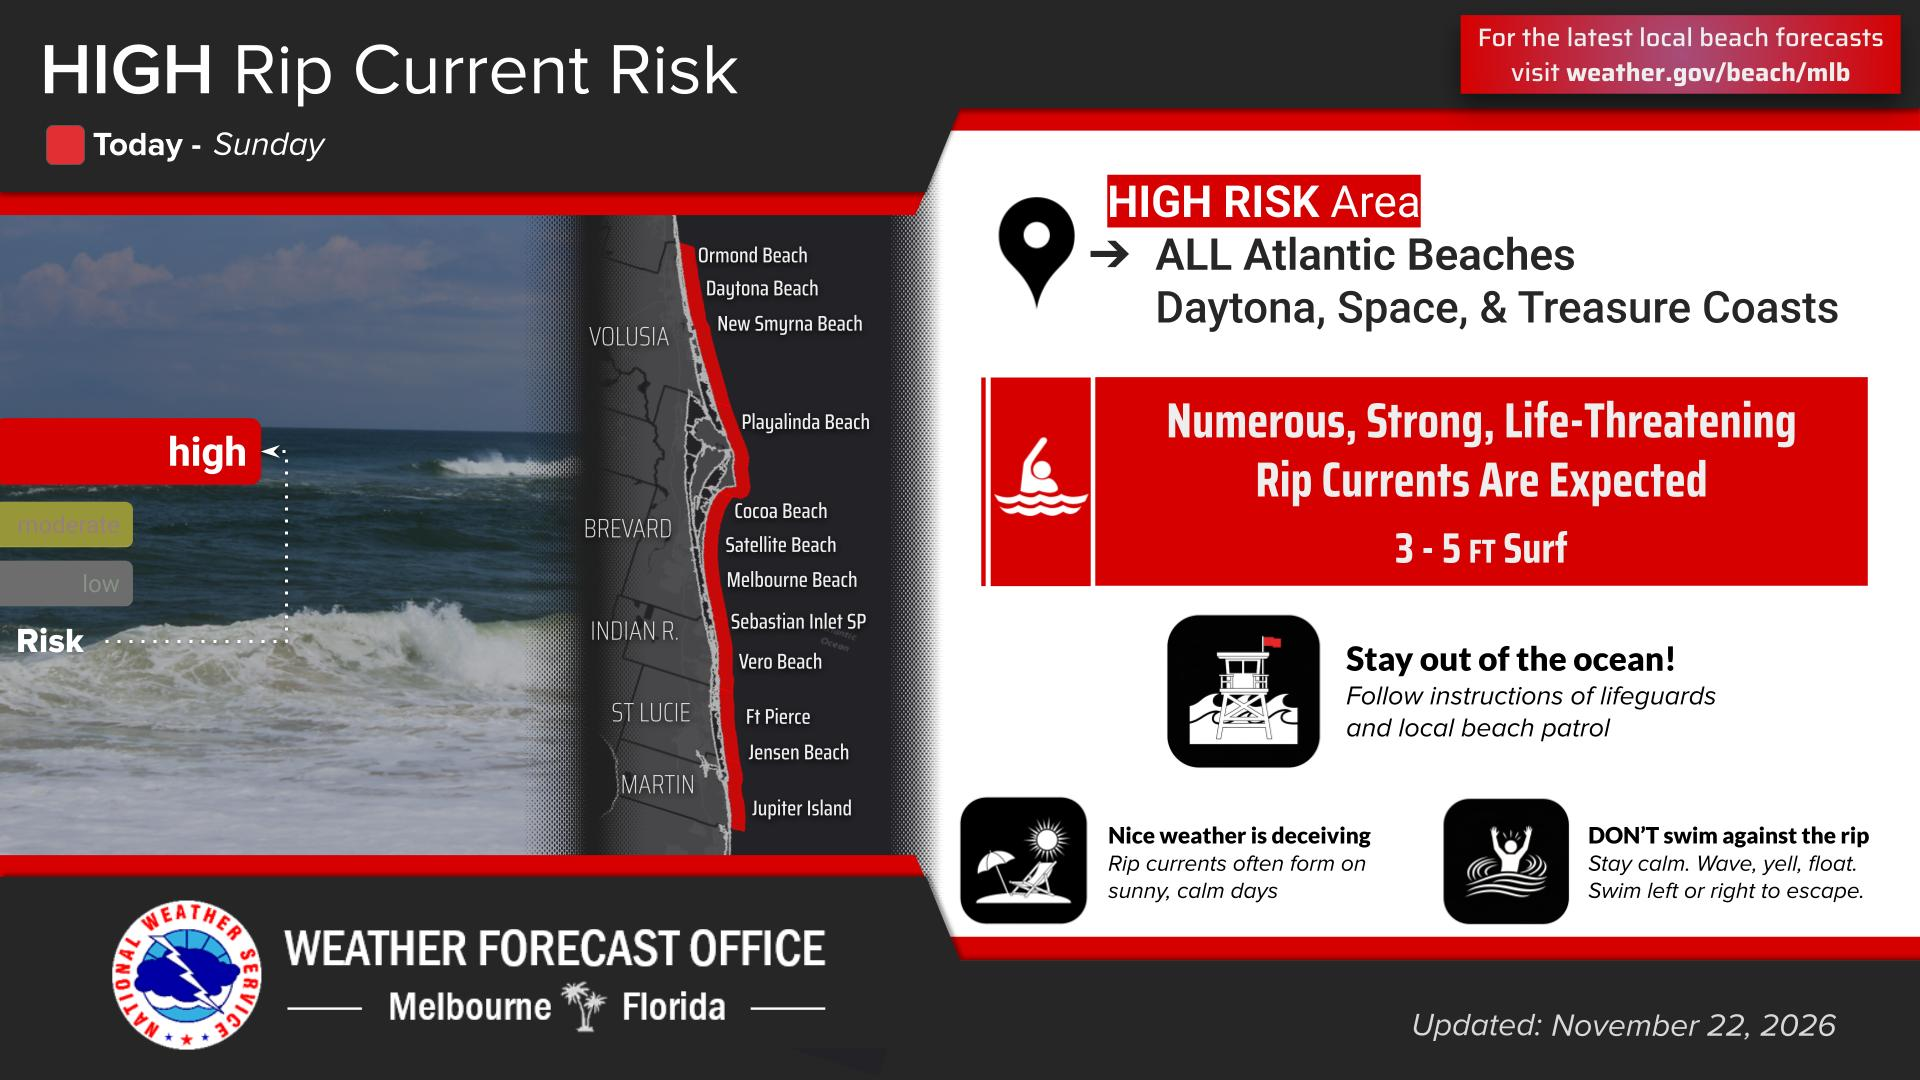 HIGH Rip Current Risk
Today - Sunday
For the latest local beach forecasts
visit weather.gov/beach/mlb
high
moderate
low
Risk
VOLUSIA
BREVARD
INDIAN R.
ST LUCIE
MARTIN
Ormond Beach
Daytona Beach
New Smyrna Beach
Playalinda Beach
Cocoa Beach
Satellite Beach
Melbourne Beach
Sebastian Inlet SP
Vero Beach
Ft Pierce
Jensen Beach
Jupiter Island
Ocean
HIGH RISK Area
➔ ALL Atlantic Beaches
Daytona, Space, & Treasure Coasts
Numerous, Strong, Life-Threatening
Rip Currents Are Expected
3 - 5 FT Surf
Stay out of the ocean!
Follow instructions of lifeguards
and local beach patrol
Nice weather is deceiving
Rip currents often form on
sunny, calm days
DON'T swim against the rip
Stay calm. Wave, yell, float.
Swim left or right to escape.
NATIONAL WEATHER SERVICE
WEATHER FORECAST OFFICE
Melbourne Florida
Updated: November 22, 2026